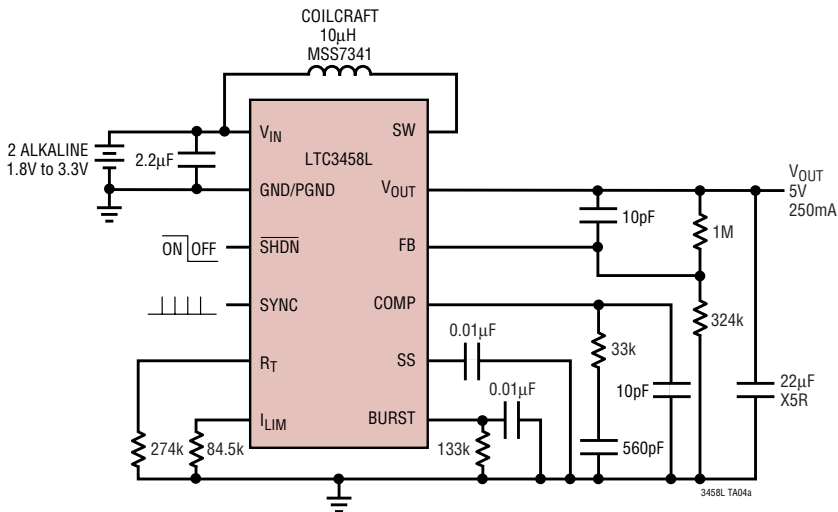 COILCRAFT
10µH
MSS7341
2 ALKALINE
1.8V to 3.3V
2.2µF
VIN
SW
LTC3458L
GND/PGND
VOUT
VOUT
5V
250mA
10pF
1M
ON OFF
SHDN
FB
SYNC
COMP
324k
0.01µF
33k
RT
SS
0.01µF
10pF
22µF
X5R
ILIM
BURST
274k
84.5k
133k
560pF
3458L TA04a